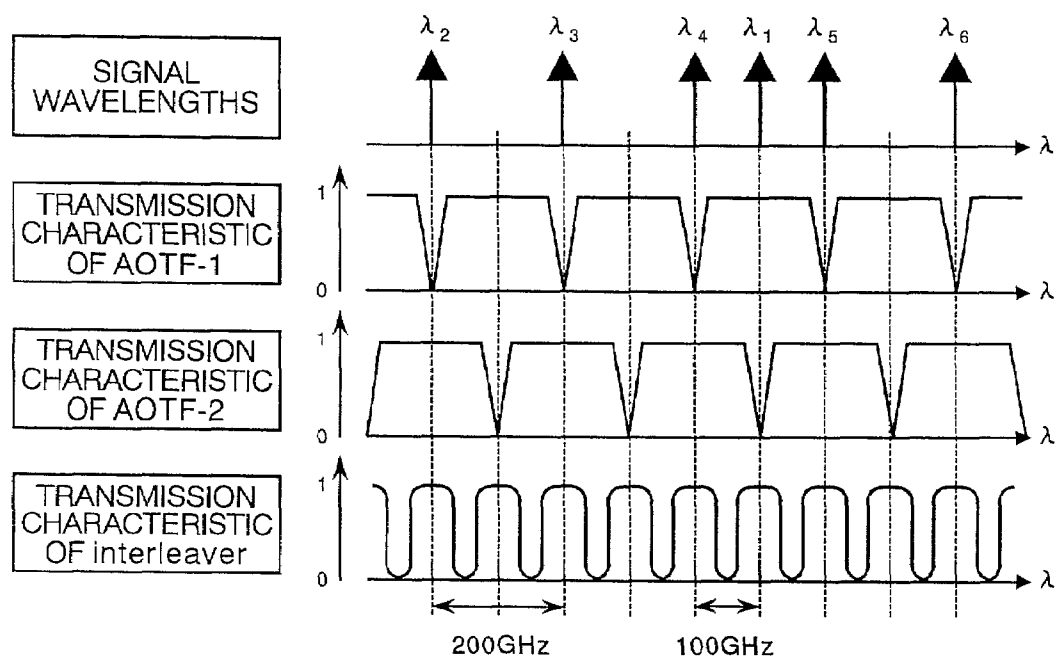 λ2 λ3 λ4 λ1 λ5 λ6
SIGNAL
WAVELENGTHS
λ
TRANSMISSION
CHARACTERISTIC
OF AOTF-1
1
0
λ
TRANSMISSION
CHARACTERISTIC
OF AOTF-2
1
0
λ
TRANSMISSION
CHARACTERISTIC
OF interleaver
1
0
λ
200GHz 100GHz